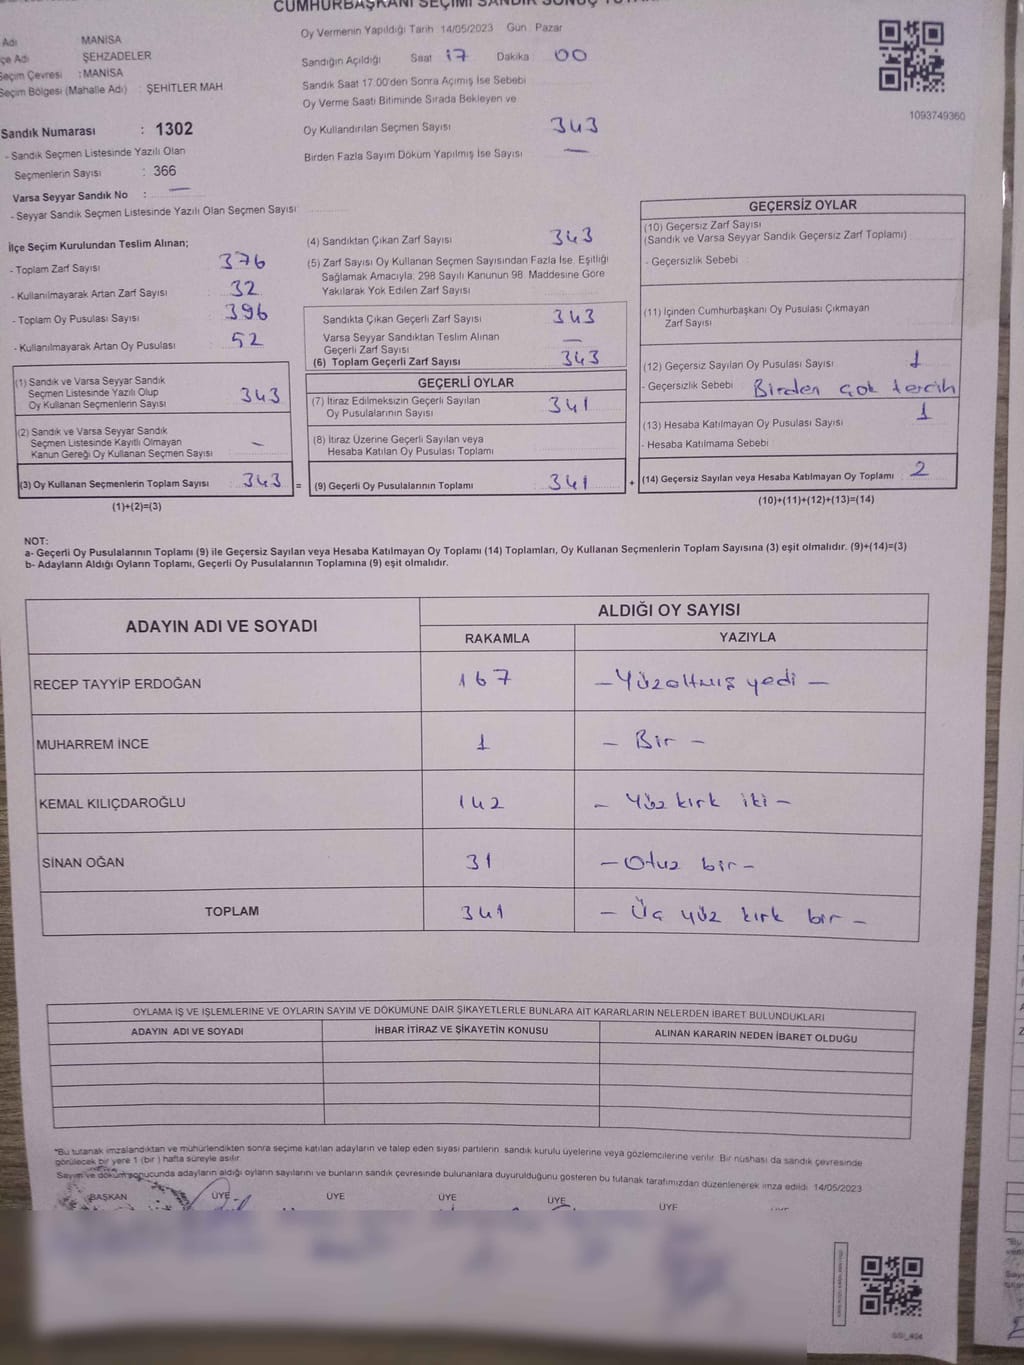 CUMHURBAŞKANI SEÇİMİ SANDIK SONUÇ
Adı MANİSA
çe Adı ŞEHZADELER
Seçim Çevresi : MANİSA
Seçim Bölgesi (Mahalle Adı) : ŞEHİTLER MAH
Sandık Numarası : 1302
- Sandık Seçmen Listesinde Yazılı Olan
Seçmenlerin Sayısı : 366
Varsa Seyyar Sandık No : —
- Seyyar Sandık Seçmen Listesinde Yazılı Olan Seçmen Sayısı
Oy Vermenin Yapıldığı Tarih 14/05/2023 Gün Pazar
Sandığın Açıldığı Saat 17 Dakika 00
Sandık Saat 17:00'den Sonra Açımış İse Sebebi
Oy Verme Saati Bitiminde Sırada Bekleyen ve
Oy Kullandırılan Seçmen Sayısı 343
Birden Fazla Sayım Döküm Yapılmış İse Sayısı —
1093749360
İlçe Seçim Kurulundan Teslim Alınan;
- Toplam Zarf Sayısı 376
- Kullanılmayarak Artan Zarf Sayısı 32
- Toplam Oy Pusulası Sayısı 396
- Kullanılmayarak Artan Oy Pusulası 52
(1) Sandık ve Varsa Seyyar Sandık
Seçmen Listesinde Yazılı Olup
Oy Kullanan Seçmenlerin Sayısı 343
(2) Sandık ve Varsa Seyyar Sandık
Seçmen Listesinde Kayıtlı Olmayan
Kanun Gereği Oy Kullanan Seçmen Sayısı –
(3) Oy Kullanan Seçmenlerin Toplam Sayısı 343 =
(1)+(2)=(3)
(4) Sandıktan Çıkan Zarf Sayısı 343
(5) Zarf Sayısı Oy Kullanan Seçmen Sayısından Fazla İse, Eşitliği
Sağlamak Amacıyla; 298 Sayılı Kanunun 98. Maddesine Göre
Yakılarak Yok Edilen Zarf Sayısı
Sandıkta Çıkan Geçerli Zarf Sayısı 343
Varsa Seyyar Sandıktan Teslim Alınan
Geçerli Zarf Sayısı —
(6) Toplam Geçerli Zarf Sayısı 343
GEÇERLİ OYLAR
(7) İtiraz Edilmeksizin Geçerli Sayılan
Oy Pusulalarının Sayısı 341
(8) İtiraz Üzerine Geçerli Sayılan veya
Hesaba Katılan Oy Pusulası Toplamı
(9) Geçerli Oy Pusulalarının Toplamı 341 +
GEÇERSİZ OYLAR
(10) Geçersiz Zarf Sayısı
(Sandık ve Varsa Seyyar Sandık Geçersiz Zarf Toplamı)
- Geçersizlik Sebebi
(11) İçinden Cumhurbaşkanı Oy Pusulası Çıkmayan
Zarf Sayısı
(12) Geçersiz Sayılan Oy Pusulası Sayısı 1
- Geçersizlik Sebebi Birden çok tercih
(13) Hesaba Katılmayan Oy Pusulası Sayısı 1
- Hesaba Katılmama Sebebi
(14) Geçersiz Sayılan veya Hesaba Katılmayan Oy Toplamı 2
(10)+(11)+(12)+(13)=(14)
NOT:
a- Geçerli Oy Pusulalarının Toplamı (9) ile Geçersiz Sayılan veya Hesaba Katılmayan Oy Toplamı (14) Toplamları, Oy Kullanan Seçmenlerin Toplam Sayısına (3) eşit olmalıdır. (9)+(14)=(3)
b- Adayların Aldığı Oyların Toplamı, Geçerli Oy Pusulalarının Toplamına (9) eşit olmalıdır.
ADAYIN ADI VE SOYADI ALDIĞI OY SAYISI
RAKAMLA YAZIYLA
RECEP TAYYİP ERDOĞAN 167 – Yüzaltmış yedi –
MUHARREM İNCE 1 – Bir –
KEMAL KILIÇDAROĞLU 142 – Yüz kırk iki –
SİNAN OĞAN 31 – Otuz bir –
TOPLAM 341 – Üç yüz kırk bir –
OYLAMA İŞ VE İŞLEMLERİNE VE OYLARIN SAYIM VE DÖKÜMÜNE DAİR ŞİKAYETLERLE BUNLARA AİT KARARLARIN NELERDEN İBARET BULUNDUKLARI
ADAYIN ADI VE SOYADI İHBAR İTİRAZ VE ŞİKAYETİN KONUSU ALINAN KARARIN NEDEN İBARET OLDUĞU
*Bu tutanak imzalandıktan ve mühürlendikten sonra seçime katılan adayların ve talep eden siyasi partilerin sandık kurulu üyelerine veya gözlemcilerine verilir. Bir nüshası da sandık çevresinde
görülecek bir yere 1 (bir) hafta süreyle asılır.
Sayım ve döküm sonucunda adayların aldığı oyların sayılarını ve bunların sandık çevresinde bulunanlara duyurulduğunu gösteren bu tutanak tarafımızdan düzenlenerek imza edildi. 14/05/2023
BAŞKAN ÜYE ÜYE ÜYE ÜYE ÜYE